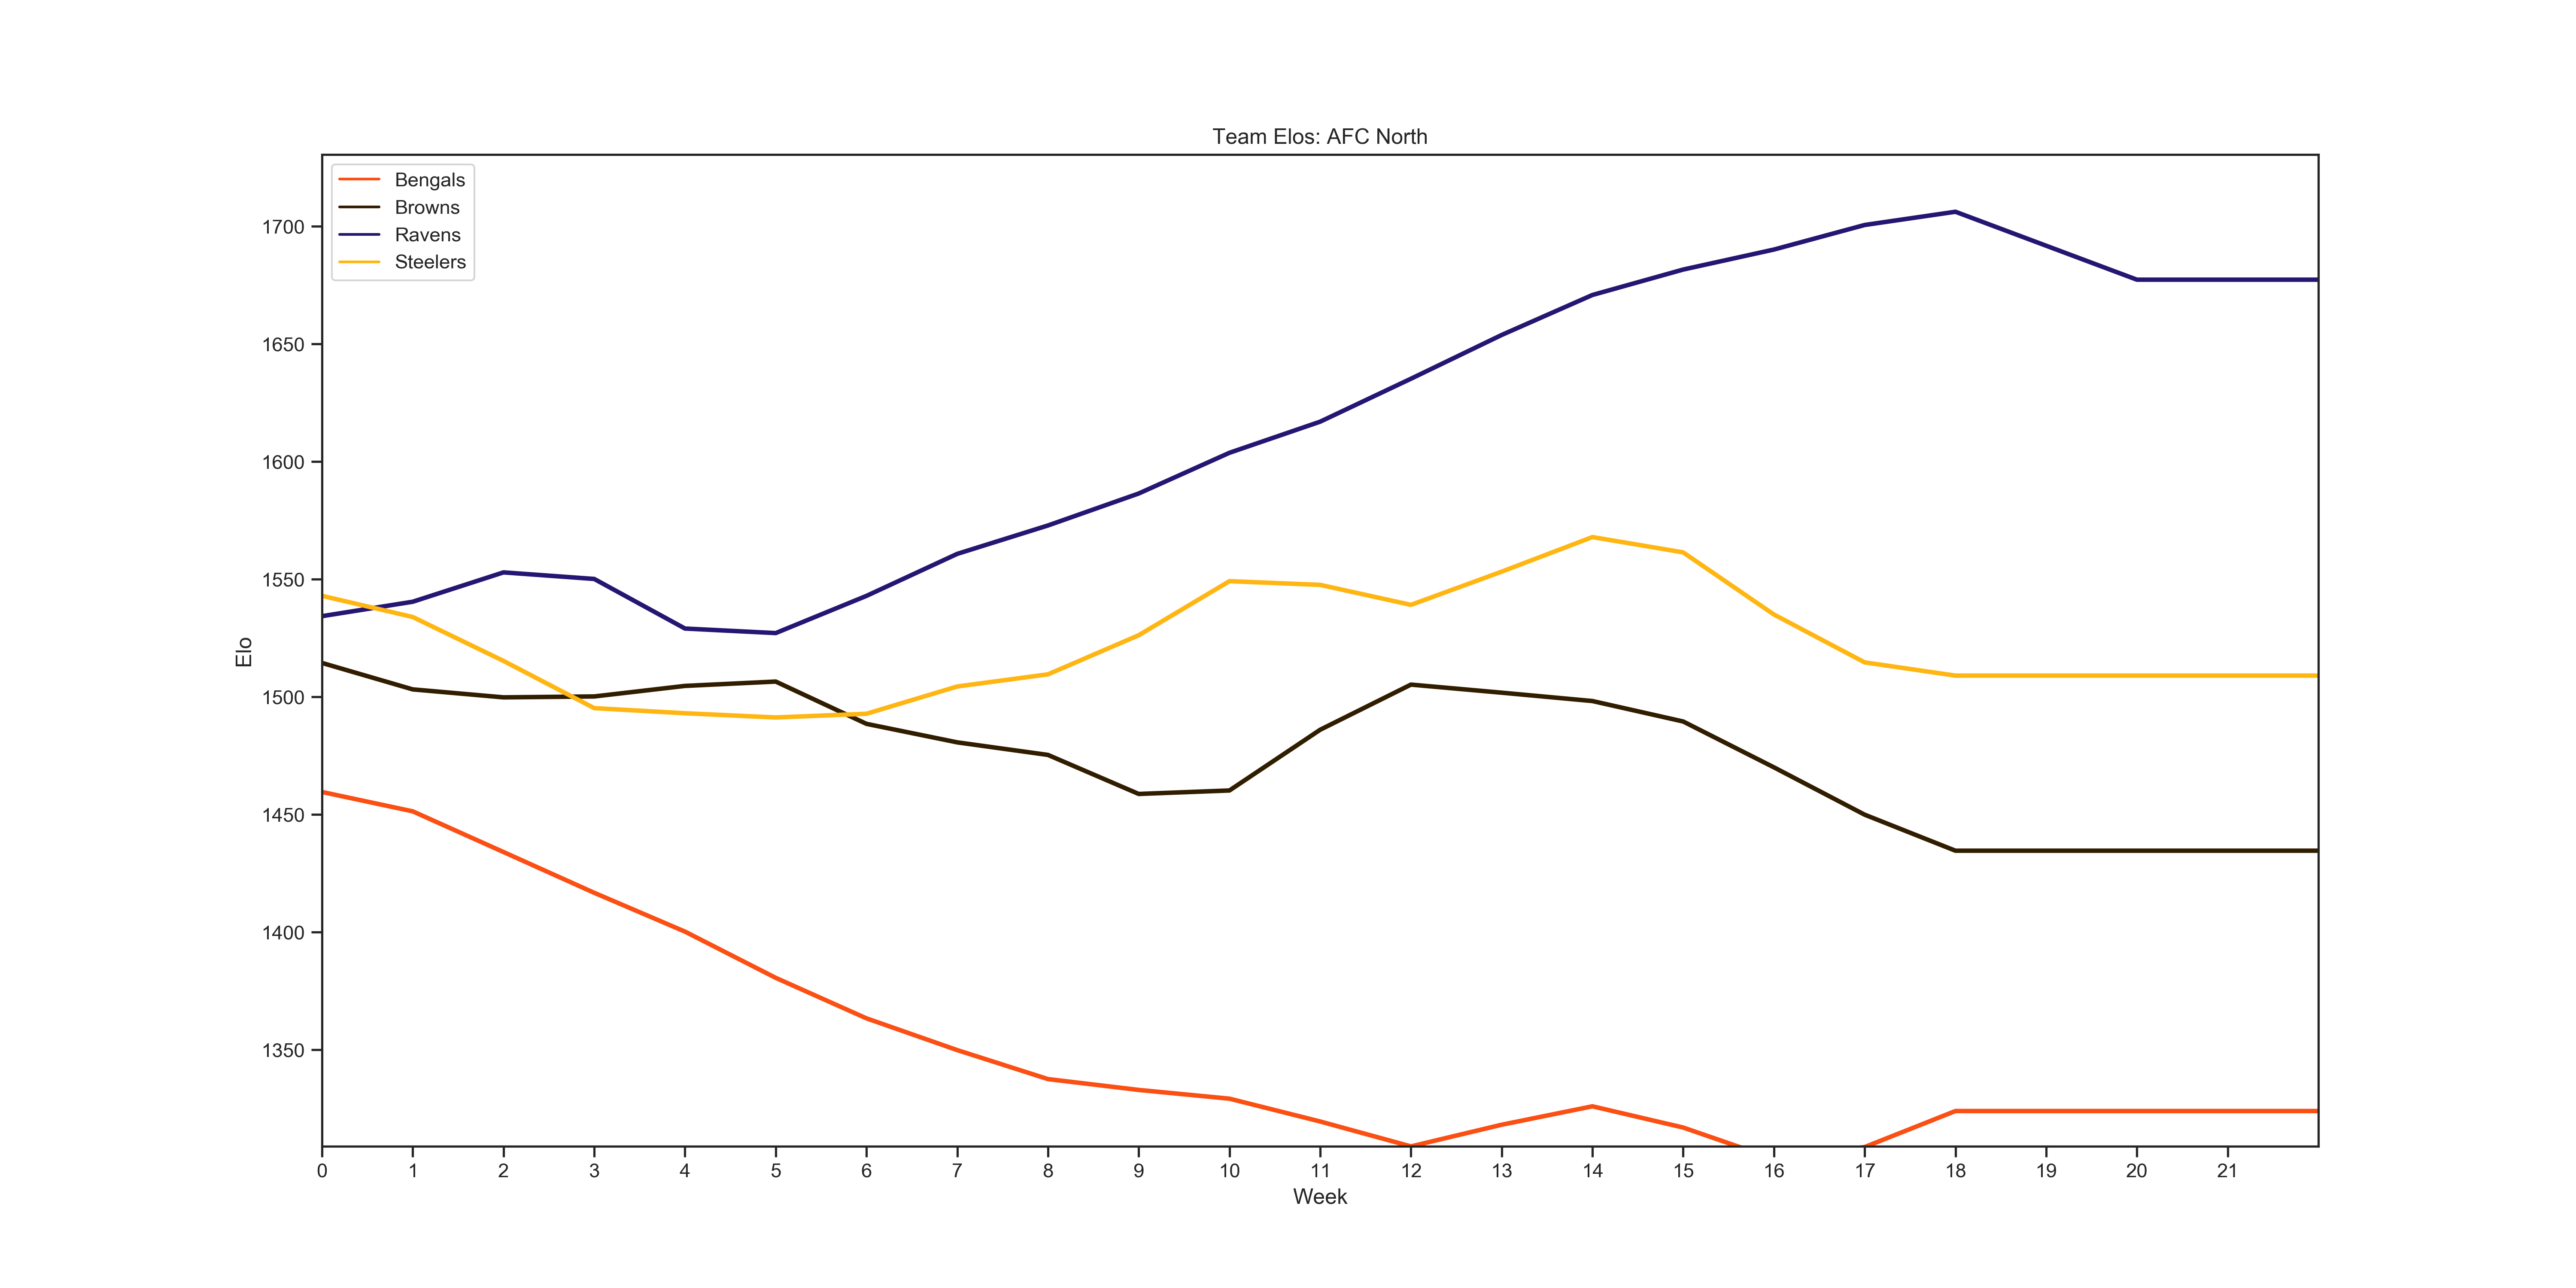 Team Elos: AFC North
Bengals
Browns
Ravens
Steelers
1700
1650
1600
1550
1500
1450
1400
1350
Elo
0 1 2 3 4 5 6 7 8 9 10 11 12 13 14 15 16 17 18 19 20 21
Week